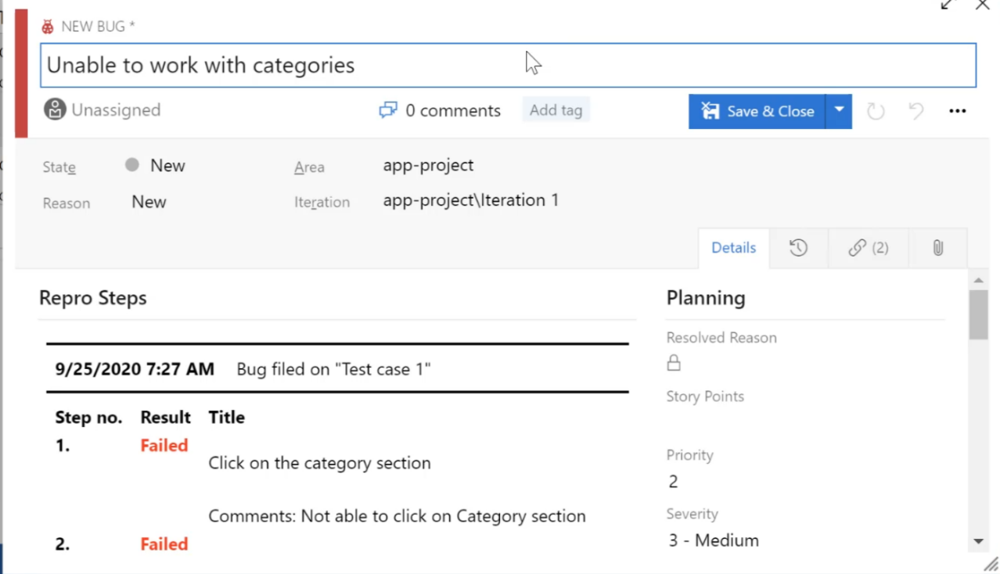 NEW BUG *
Unable to work with categories
Unassigned
0 comments
Add tag
Save & Close
State
New
Area
app-project
Reason
New
Iteration
app-project\Iteration 1
Details
(2)
Repro Steps
Planning
Resolved Reason
9/25/2020 7:27 AM Bug filed on "Test case 1"
Story Points
Step no. Result Title
1. Failed
Click on the category section
Priority
2
Comments: Not able to click on Category section
Severity
2. Failed
3 - Medium